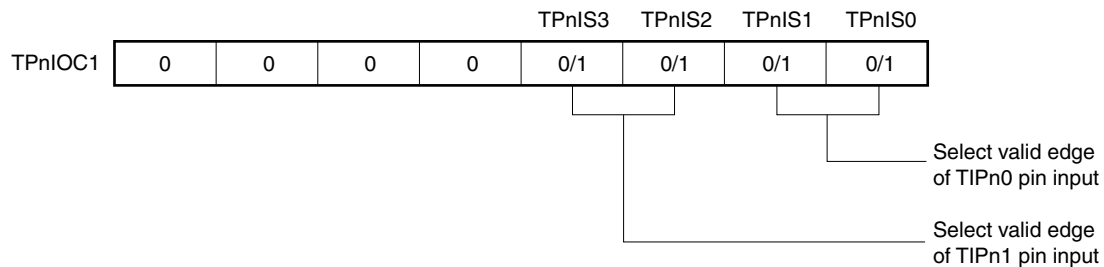 TPnIS3 TPnIS2 TPnIS1 TPnIS0
TPnIOC1 0 0 0 0 0/1 0/1 0/1 0/1
Select valid edge
of TIPn0 pin input
Select valid edge
of TIPn1 pin input